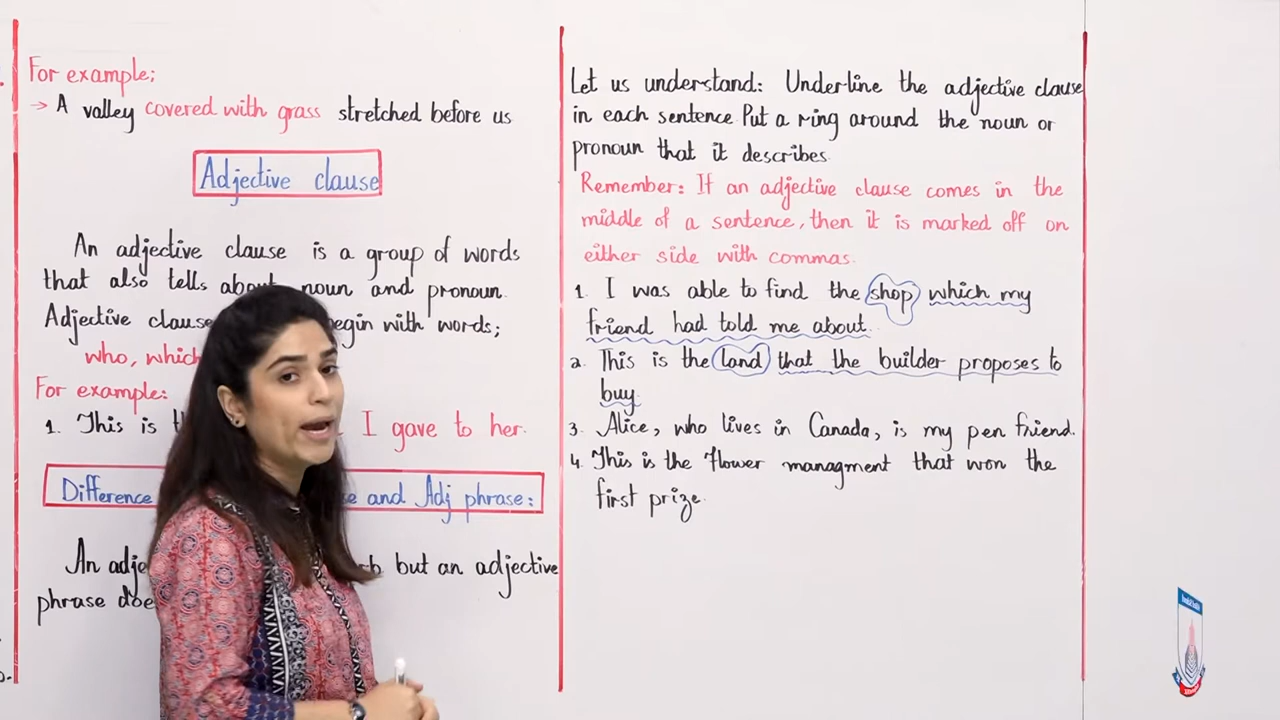 For example;
→ A valley covered with grass stretched before us
Adjective clause
An adjective clause is a group of words
that also tells about noun and pronoun.
Adjective clause begin with words;
who, which
For example:
1. This is I gave to her.
Difference and Adj phrase:
An but an adjective
phrase
Let us understand: Underline the adjective clause
in each sentence. Put a ring around the noun or
pronoun that it describes.
Remember: If an adjective clause comes in the
middle of a sentence, then it is marked off on
either side with commas.
1. I was able to find the shop which my
friend had told me about.
2. This is the land that the builder proposes to
buy.
3. Alice, who lives in Canada, is my pen friend.
4. This is the flower managment that won the
first prize.